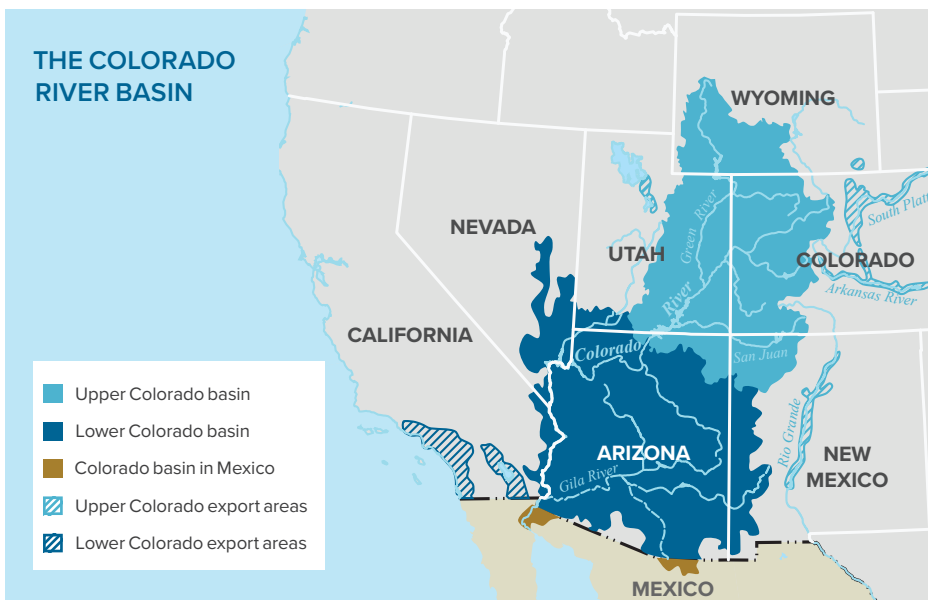 THE COLORADO
RIVER BASIN
WYOMING
NEVADA
UTAH
Green River
South Platt
COLORADO
Arkansas River
River
CALIFORNIA
Colorado
San Juan
Upper Colorado basin
Lower Colorado basin
Colorado basin in Mexico
Upper Colorado export areas
Lower Colorado export areas
ARIZONA
Gila River
Rio Grande
NEW
MEXICO
MEXICO